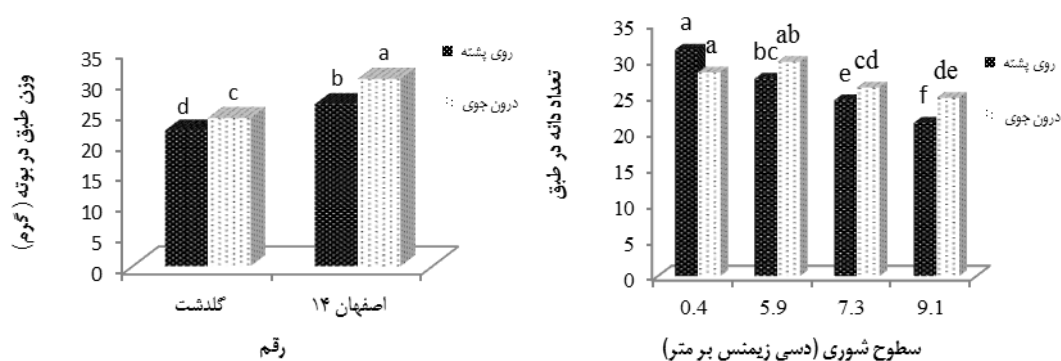 وزن طبق در بوته ( گرم)
35
30
25
20
15
10
5
0
d c b a
روی پشته
درون جوی
گلدشت اصفهان ۱۴
رقم
تعداد دانه در طبق
35
30
25
20
15
10
5
0
a a bc ab e cd f de
روی پشته
درون جوی
0.4 5.9 7.3 9.1
سطوح شوری (دسی زیمنس بر متر)